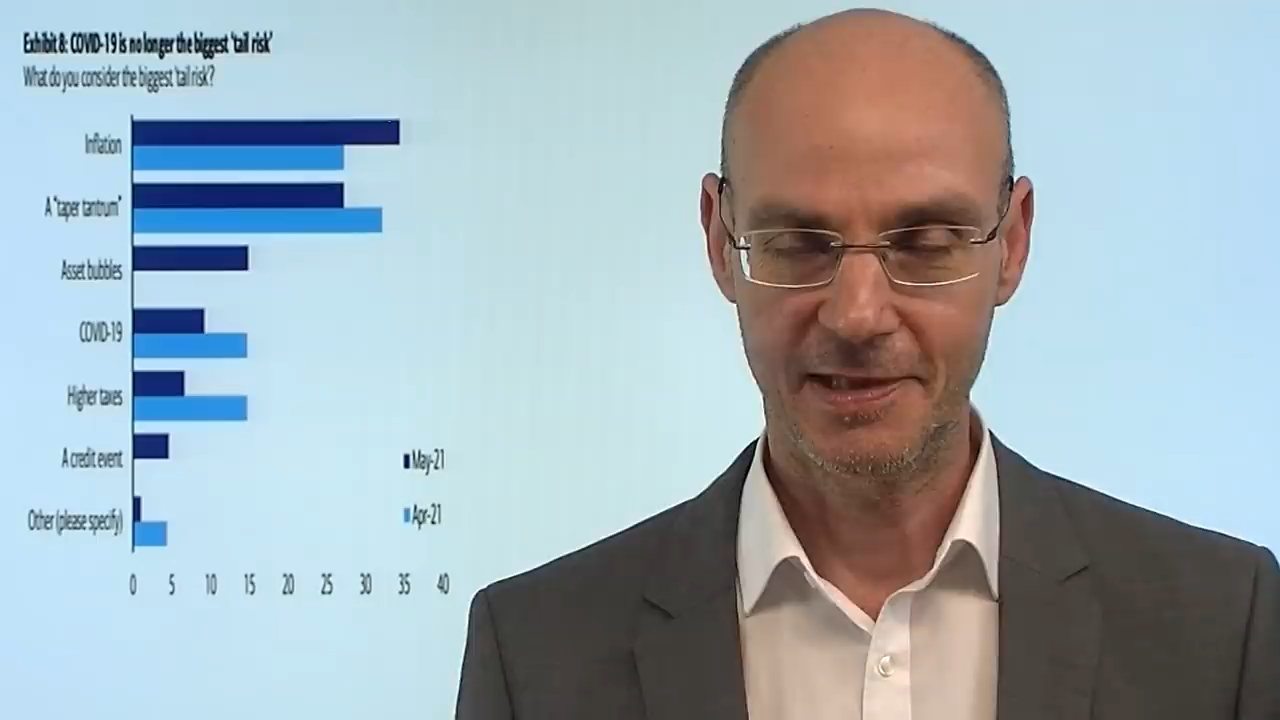 Exhibit 8: COVID-19 is no longer the biggest 'tail risk'
What do you consider the biggest 'tail risk'?
Inflation
A "taper tantrum"
Asset bubbles
COVID-19
Higher taxes
A credit event
Other (please specify)
May-21
Apr-21
0 5 10 15 20 25 30 35 40